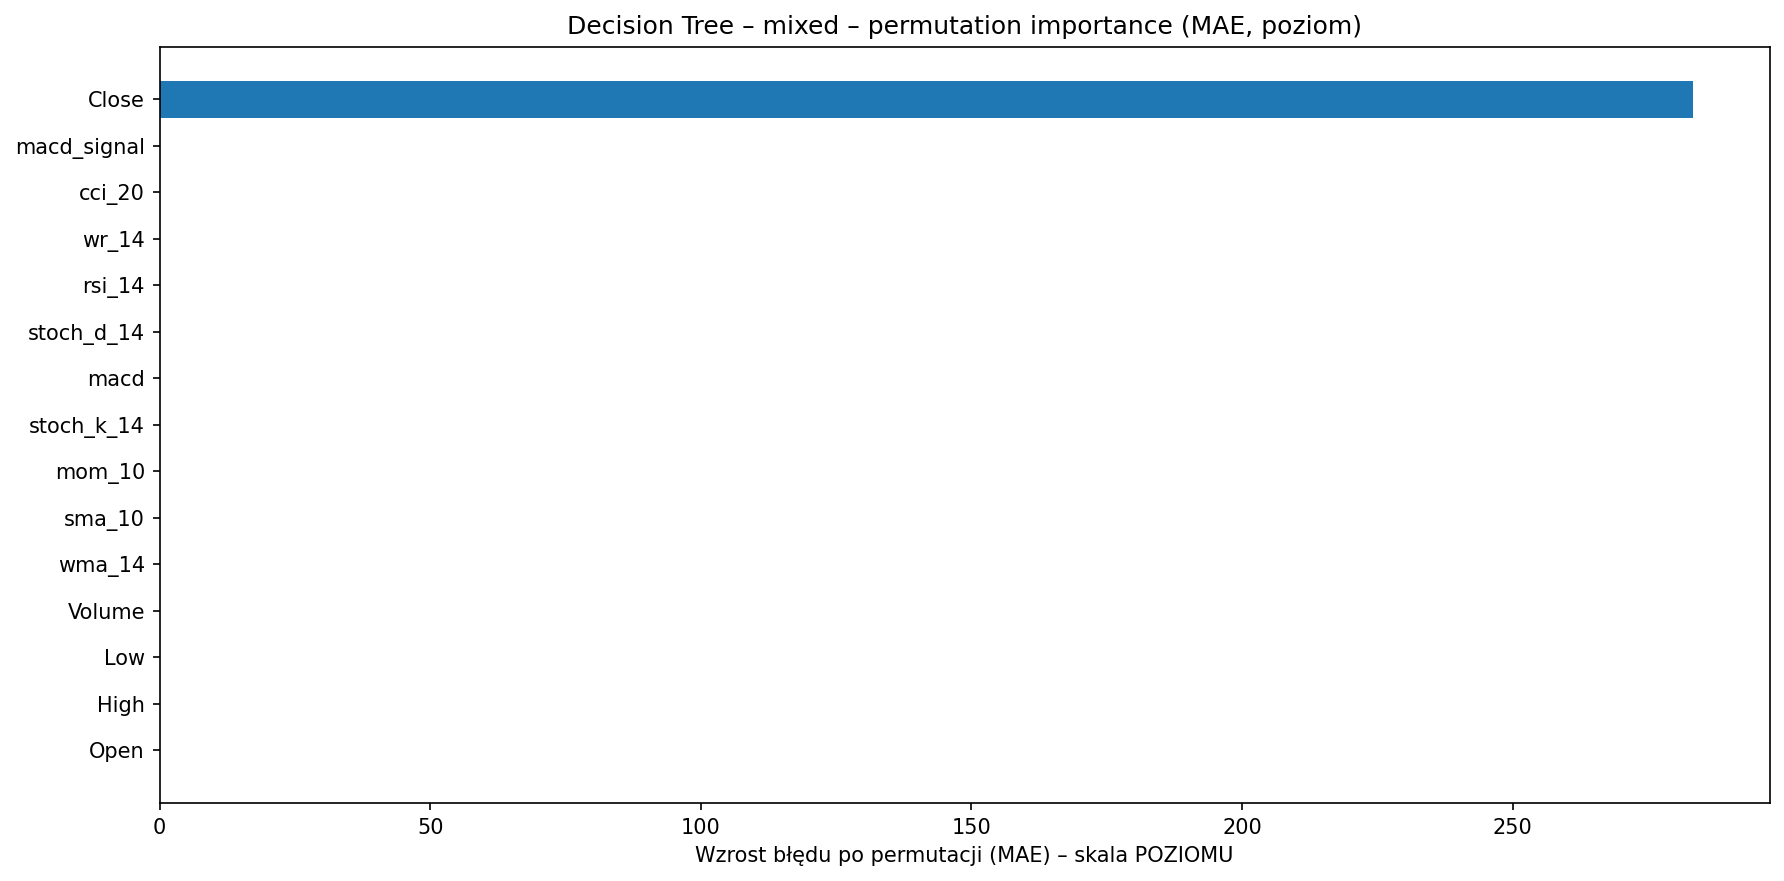 Decision Tree – mixed – permutation importance (MAE, poziom)
Close
macd_signal
cci_20
wr_14
rsi_14
stoch_d_14
macd
stoch_k_14
mom_10
sma_10
wma_14
Volume
Low
High
Open
0 50 100 150 200 250
Wzrost błędu po permutacji (MAE) – skala POZIOMU